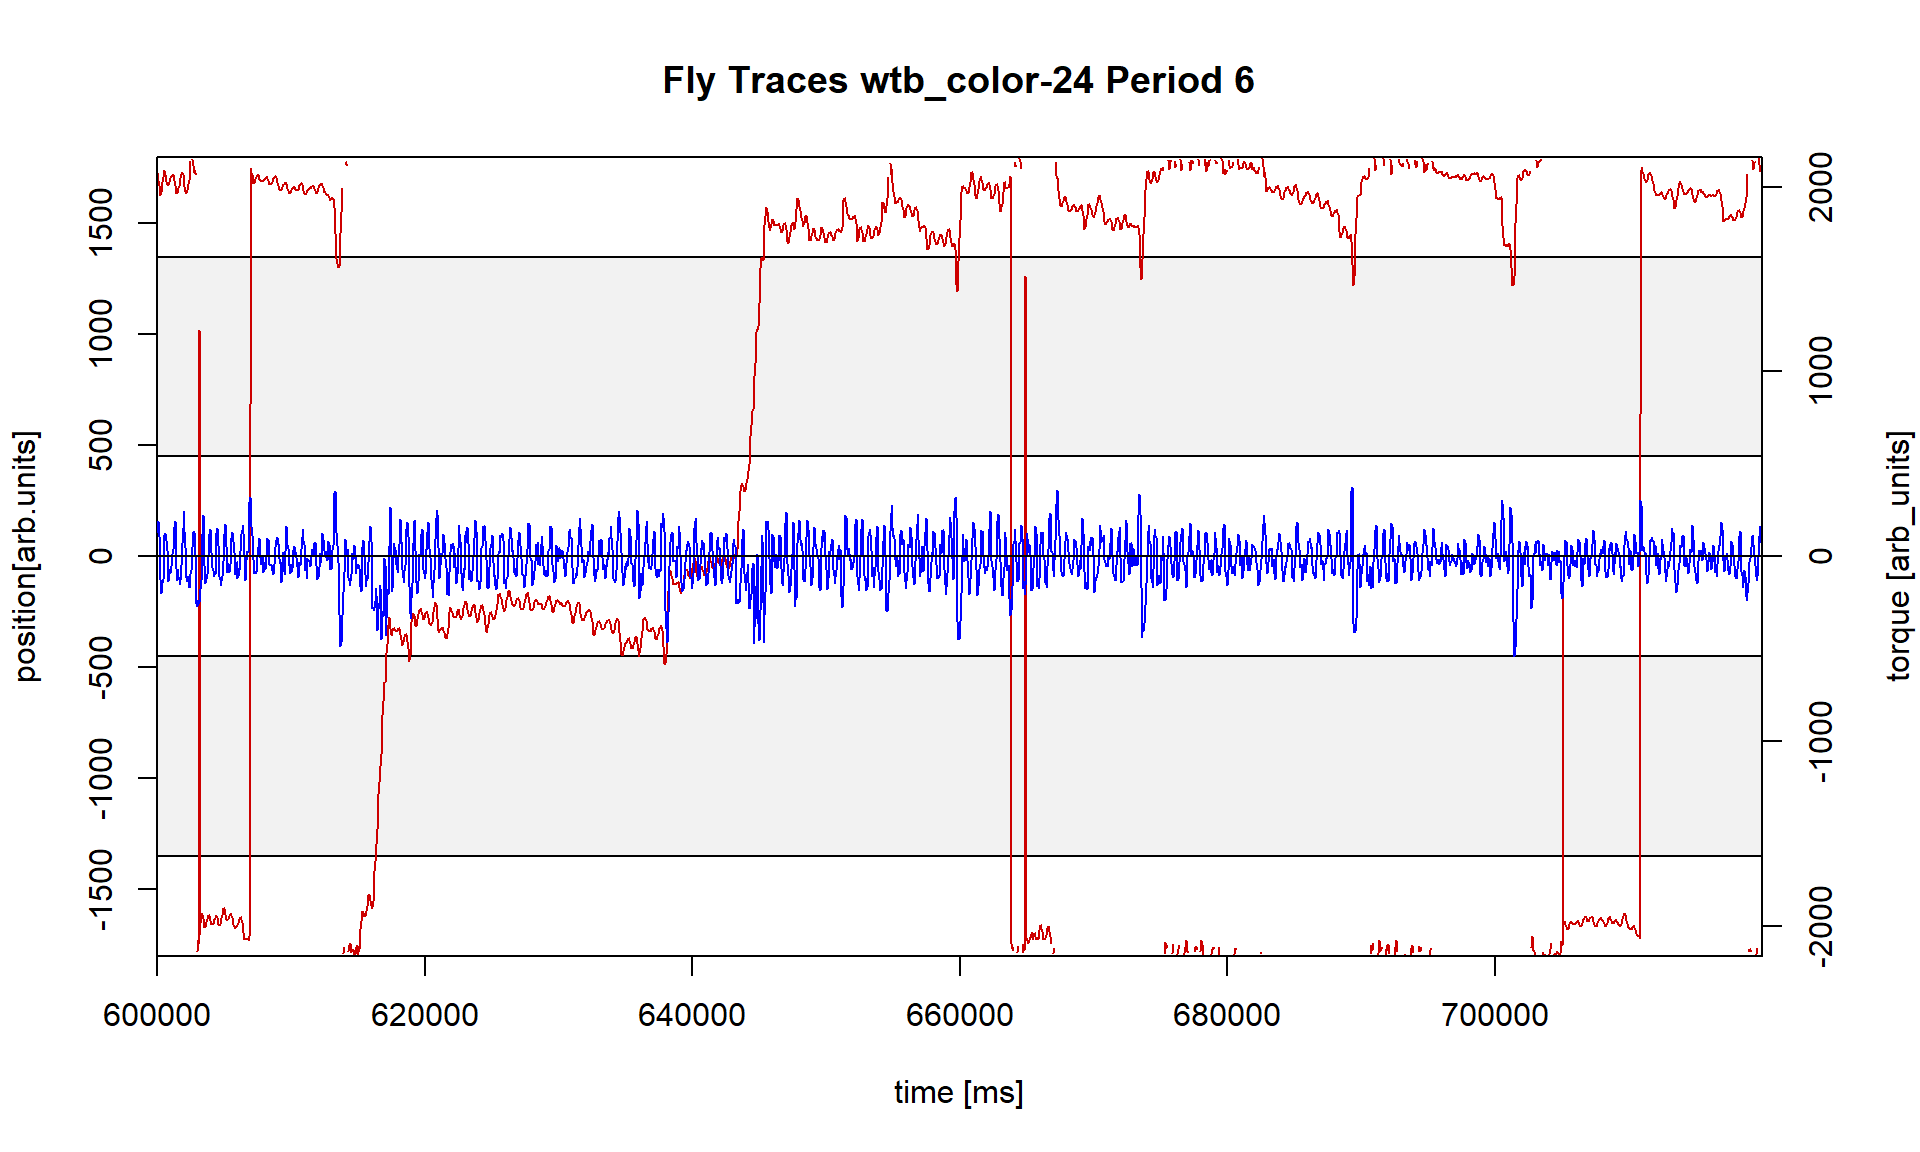 Fly Traces wtb_color-24 Period 6
position[arb.units]
1500
1000
500
0
-500
-1000
-1500
2000
1000
0
-1000
-2000
torque [arb_units]
600000 620000 640000 660000 680000 700000
time [ms]